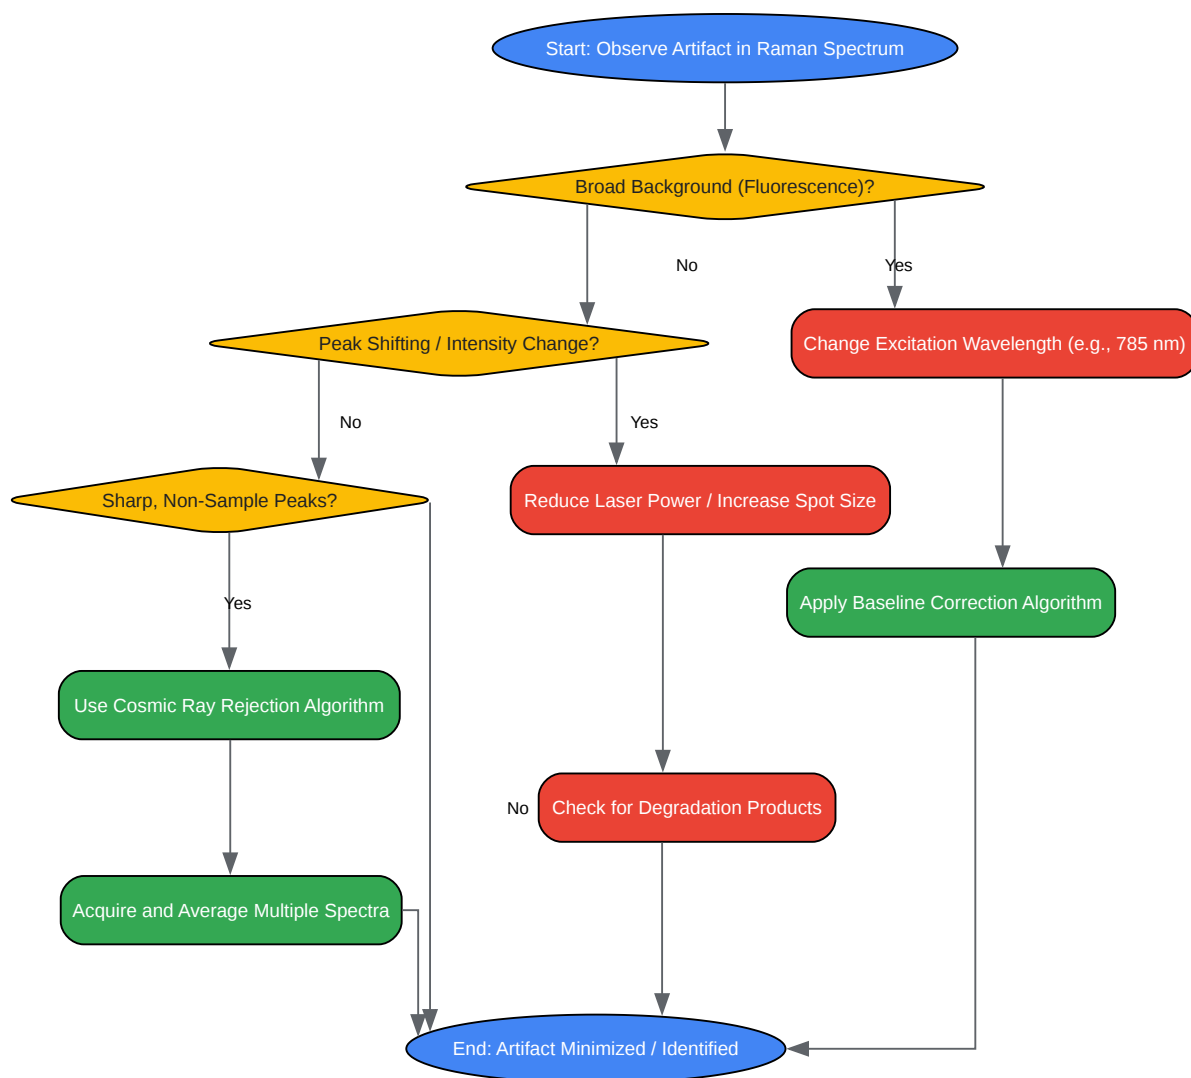 Start: Observe Artifact in Raman Spectrum
Broad Background (Fluorescence)?
No
Yes
Peak Shifting / Intensity Change?
Change Excitation Wavelength (e.g., 785 nm)
No
Yes
Sharp, Non-Sample Peaks?
Reduce Laser Power / Increase Spot Size
Yes
Apply Baseline Correction Algorithm
Use Cosmic Ray Rejection Algorithm
No
Check for Degradation Products
Acquire and Average Multiple Spectra
End: Artifact Minimized / Identified